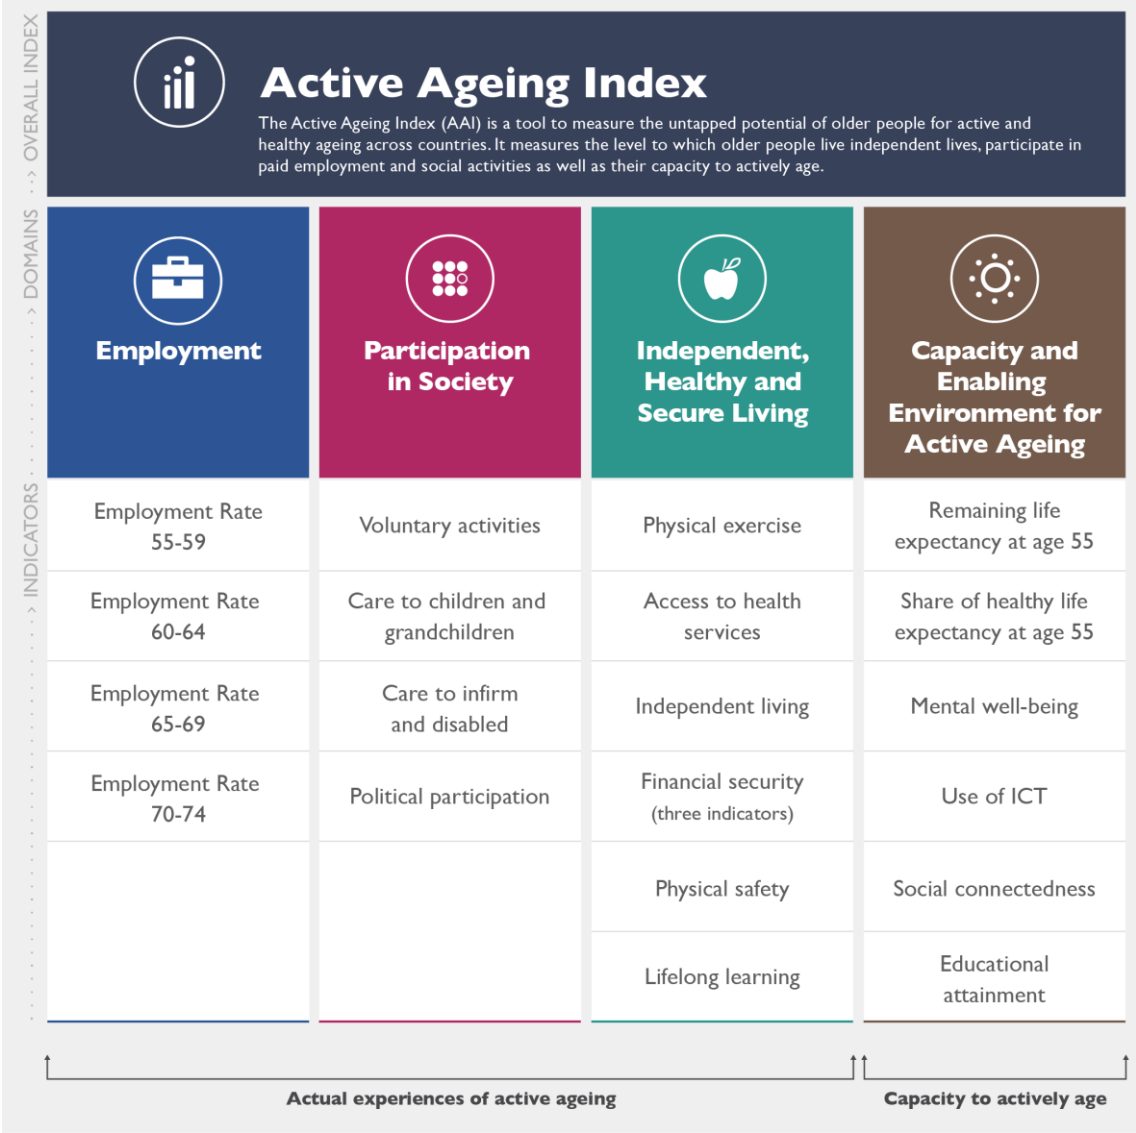 Active Ageing Index
The Active Ageing Index (AAI) is a tool to measure the untapped potential of older people for active and
healthy ageing across countries. It measures the level to which older people live independent lives, participate in
paid employment and social activities as well as their capacity to actively age.
OVERALL INDEX
DOMAINS
INDICATORS
Employment
Employment Rate
55-59
Employment Rate
60-64
Employment Rate
65-69
Employment Rate
70-74
Participation
in Society
Voluntary activities
Care to children and
grandchildren
Care to infirm
and disabled
Political participation
Independent,
Healthy and
Secure Living
Physical exercise
Access to health
services
Independent living
Financial security
(three indicators)
Physical safety
Lifelong learning
Capacity and
Enabling
Environment for
Active Ageing
Remaining life
expectancy at age 55
Share of healthy life
expectancy at age 55
Mental well-being
Use of ICT
Social connectedness
Educational
attainment
Actual experiences of active ageing
Capacity to actively age